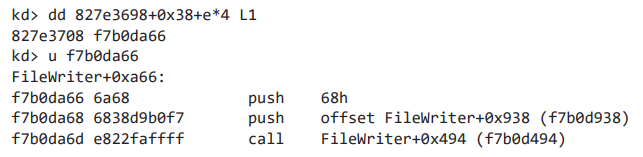 kd> dd 827e3698+0x38+e*4 L1
827e3708 f7b0da66
kd> u f7b0da66
FileWriter+0xa66:
f7b0da66 6a68 push 68h
f7b0da68 6838d9b0f7 push offset FileWriter+0x938 (f7b0d938)
f7b0da6d e822faffff call FileWriter+0x494 (f7b0d494)